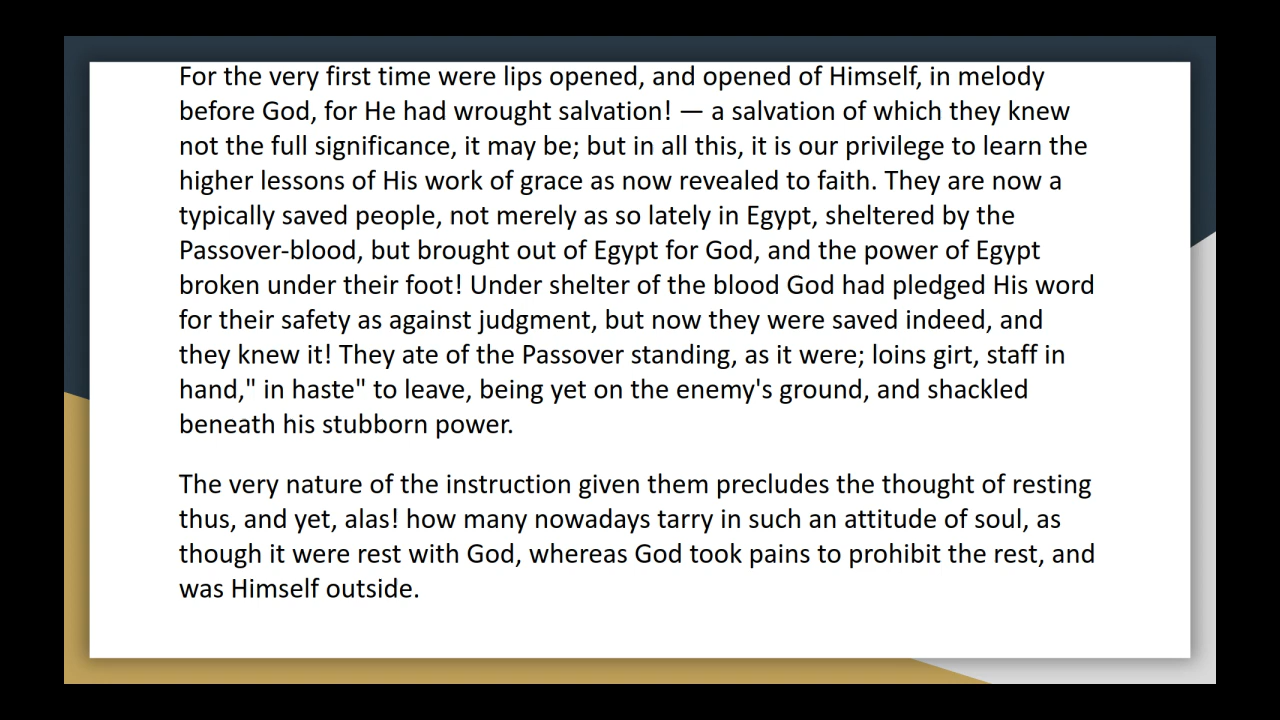 For the very first time were lips opened, and opened of Himself, in melody
before God, for He had wrought salvation! — a salvation of which they knew
not the full significance, it may be; but in all this, it is our privilege to learn the
higher lessons of His work of grace as now revealed to faith. They are now a
typically saved people, not merely as so lately in Egypt, sheltered by the
Passover-blood, but brought out of Egypt for God, and the power of Egypt
broken under their foot! Under shelter of the blood God had pledged His word
for their safety as against judgment, but now they were saved indeed, and
they knew it! They ate of the Passover standing, as it were; loins girt, staff in
hand," in haste" to leave, being yet on the enemy's ground, and shackled
beneath his stubborn power.
The very nature of the instruction given them precludes the thought of resting
thus, and yet, alas! how many nowadays tarry in such an attitude of soul, as
though it were rest with God, whereas God took pains to prohibit the rest, and
was Himself outside.